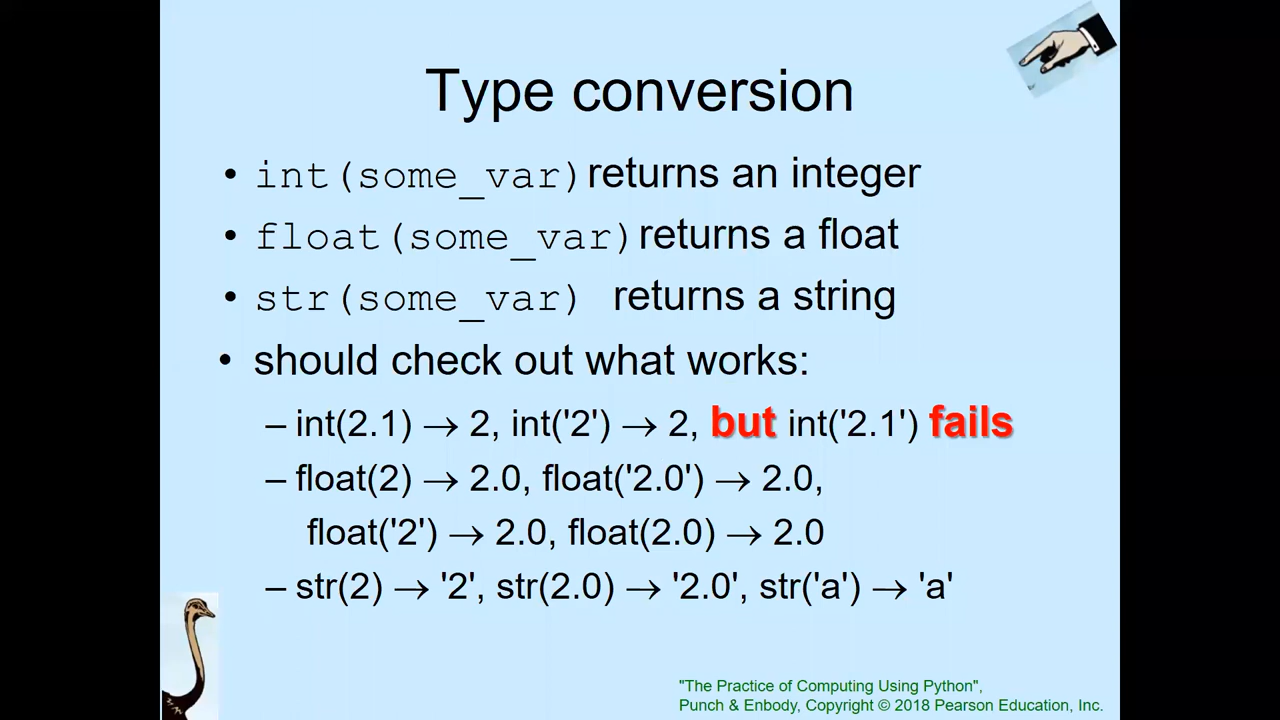 Type conversion
• int(some_var) returns an integer
• float(some_var) returns a float
• str(some_var) returns a string
• should check out what works:
– int(2.1) → 2, int('2') → 2, but int('2.1') fails
– float(2) → 2.0, float('2.0') → 2.0,
float('2') → 2.0, float(2.0) → 2.0
– str(2) → '2', str(2.0) → '2.0', str('a') → 'a'
"The Practice of Computing Using Python",
Punch & Enbody, Copyright © 2018 Pearson Education, Inc.